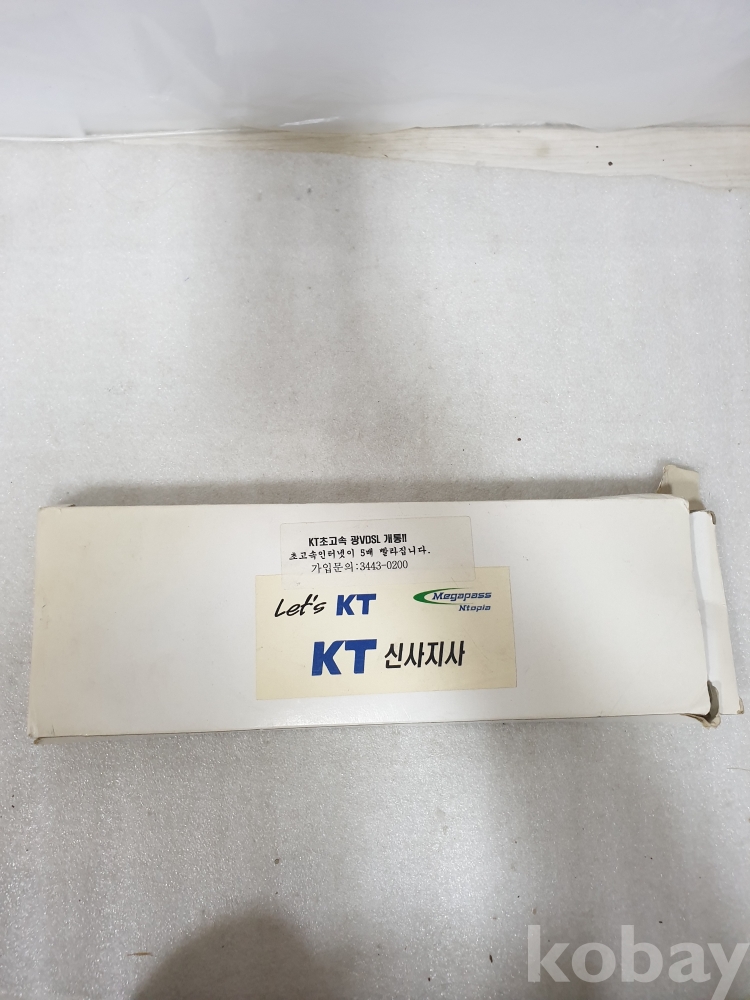 KT초고속 광VDSL 개통!!
초고속인터넷이 5배 빨라집니다.
가입문의:3443-0200
Let's KT
Megapass
Ntopia
KT 신사지사
kobay